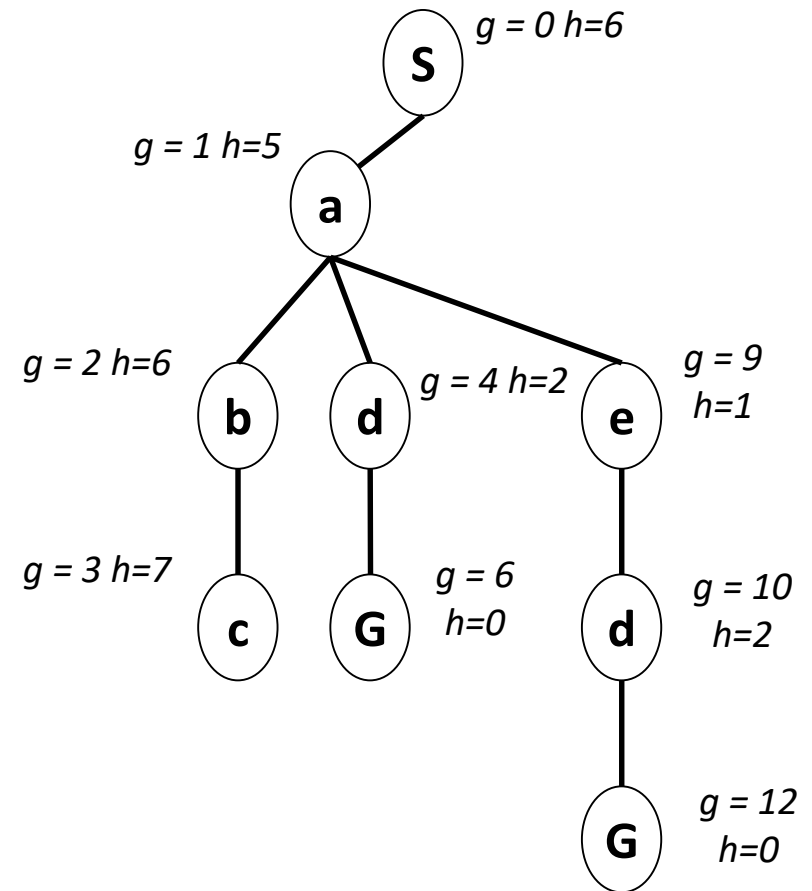 g = 0 h=6
S
g = 1 h=5
a
g = 2 h=6
b
d
g = 4 h=2
e
g = 9
h=1
g = 3 h=7
c
G
g = 6
h=0
d
g = 10
h=2
G
g = 12
h=0